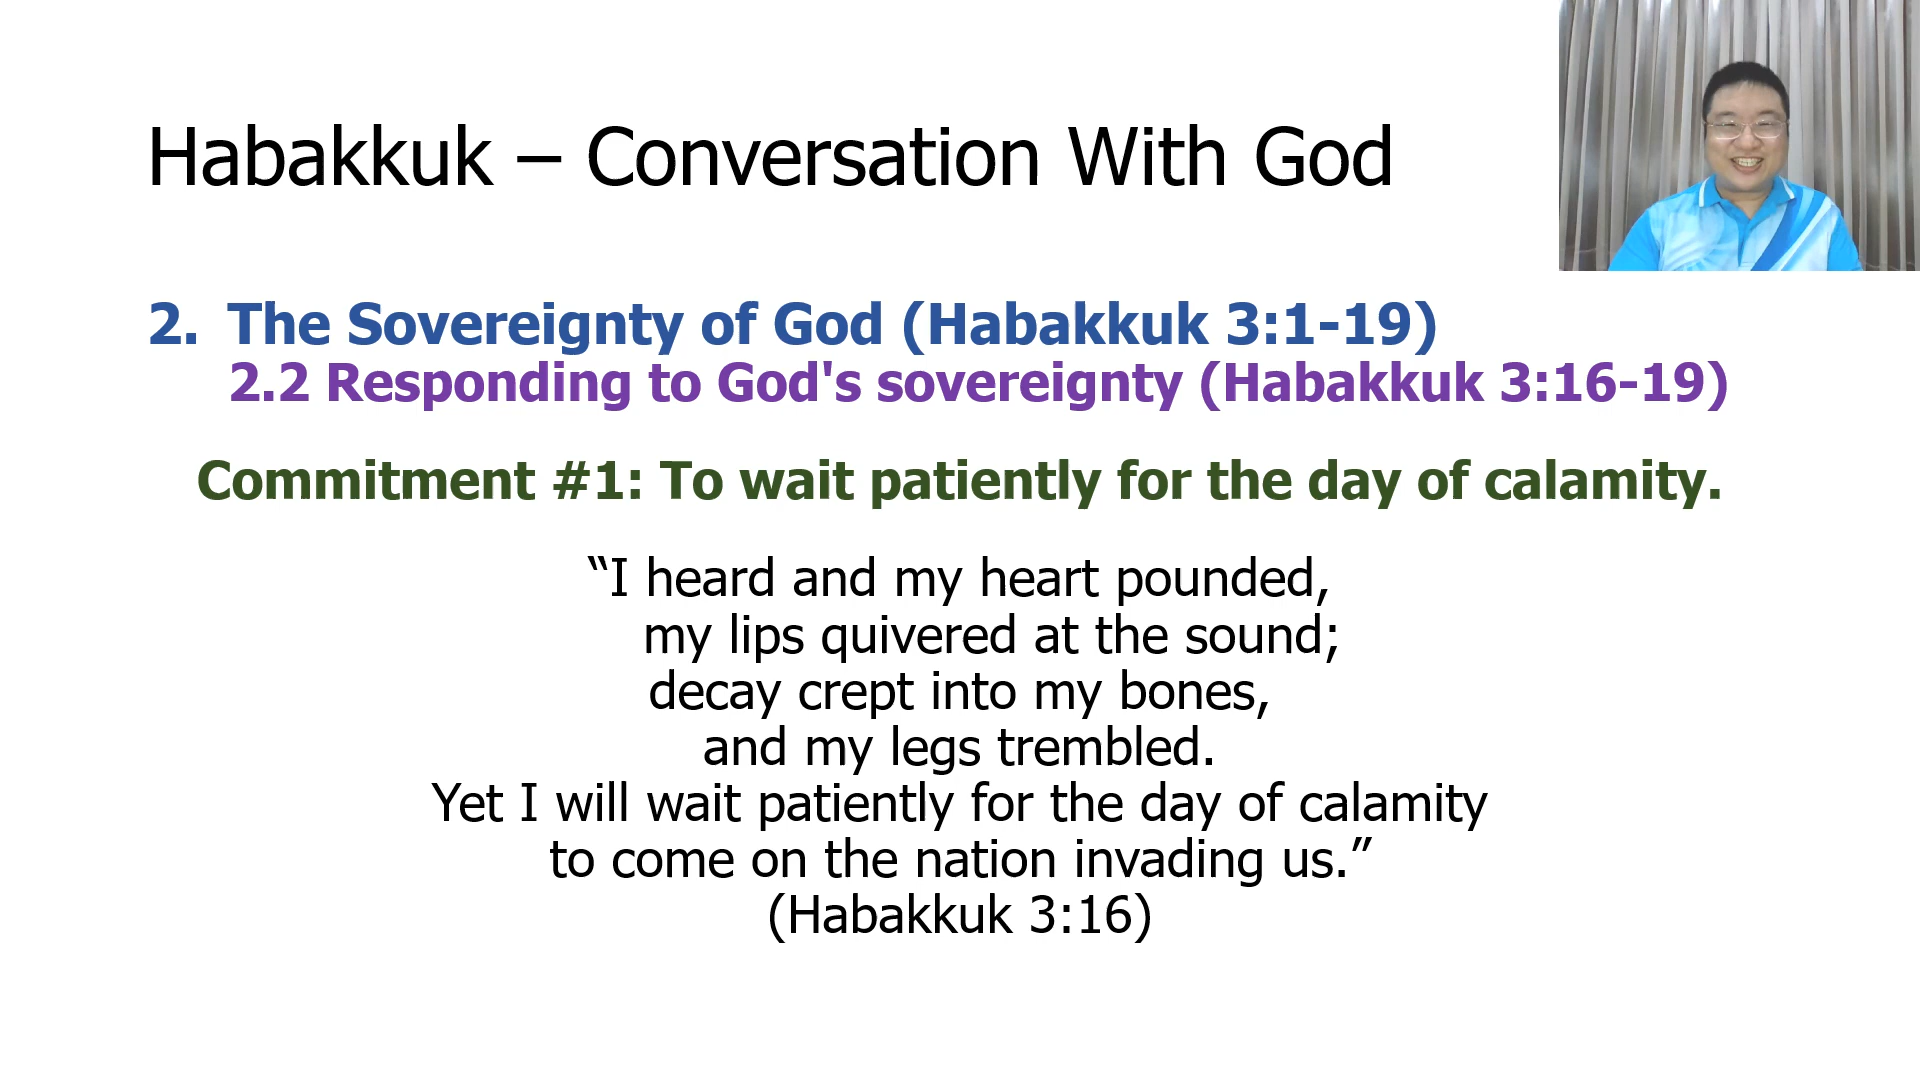 Habakkuk – Conversation With God
2. The Sovereignty of God (Habakkuk 3:1-19)
2.2 Responding to God's sovereignty (Habakkuk 3:16-19)
Commitment #1: To wait patiently for the day of calamity.
“I heard and my heart pounded,
my lips quivered at the sound;
decay crept into my bones,
and my legs trembled.
Yet I will wait patiently for the day of calamity
to come on the nation invading us.”
(Habakkuk 3:16)